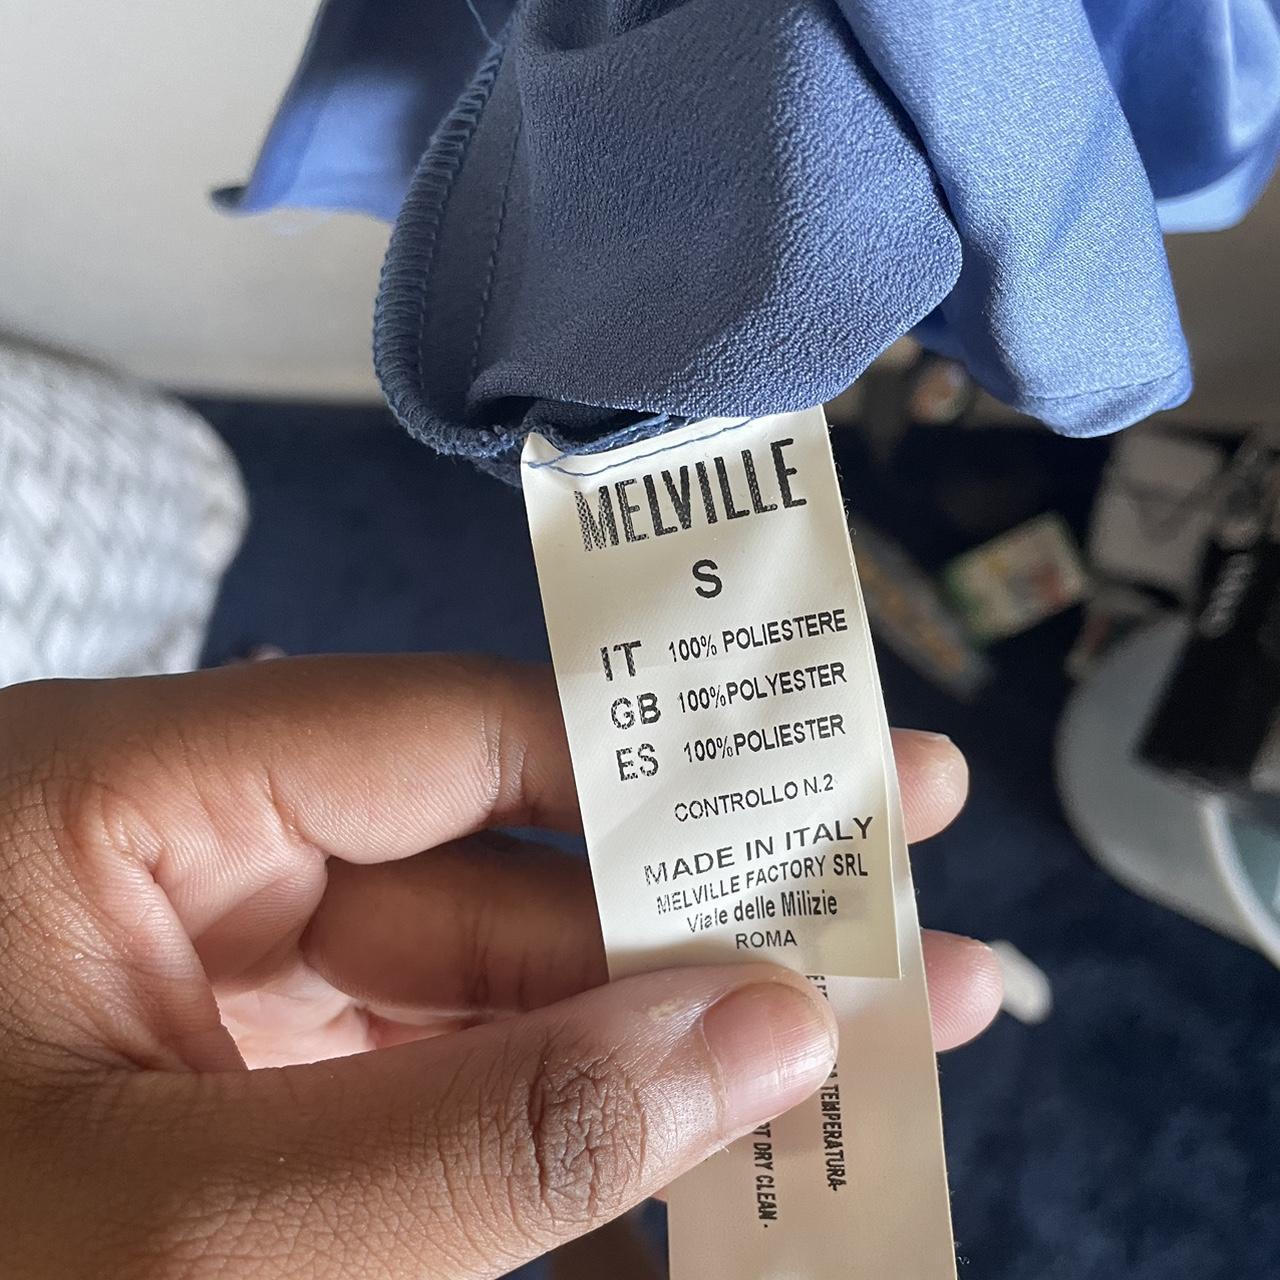 MELVILLE
S
IT 100% POLIESTERE
GB 100%POLYESTER
ES 100%POLIESTER
CONTROLLO N.2
MADE IN ITALY
MELVILLE FACTORY SRL
Viale delle Milizie
ROMA
TEMPERATURA-
DRY CLEAN -